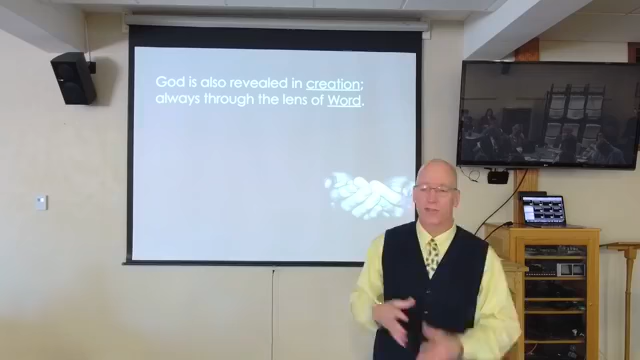 God is also revealed in creation;
always through the lens of Word.